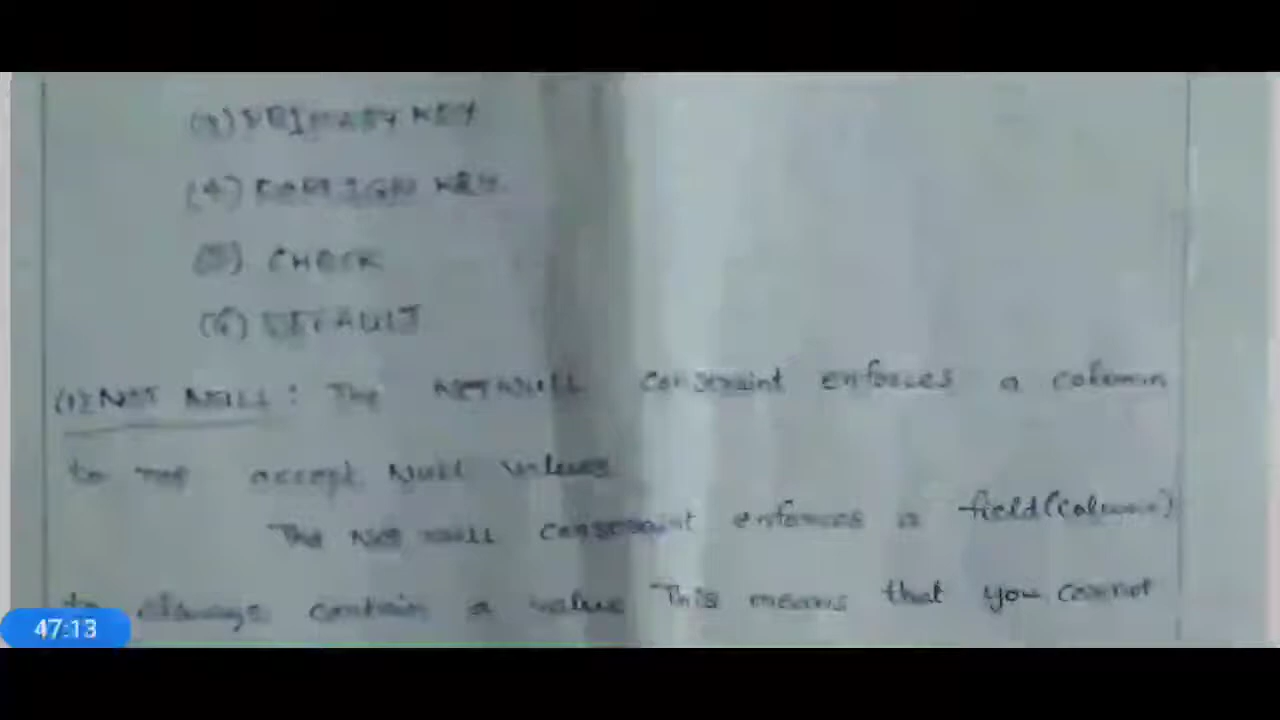 (3) PRIMARY KEY
(4) FOREIGN KEY
(5) CHECK
(6) DEFAULT
(1) NOT NULL : The NOT NULL constraint enforces a column
to not accept NULL values
The NOT NULL constraint enforces a field(column)
to always contain a value This means that you cannot
47:13